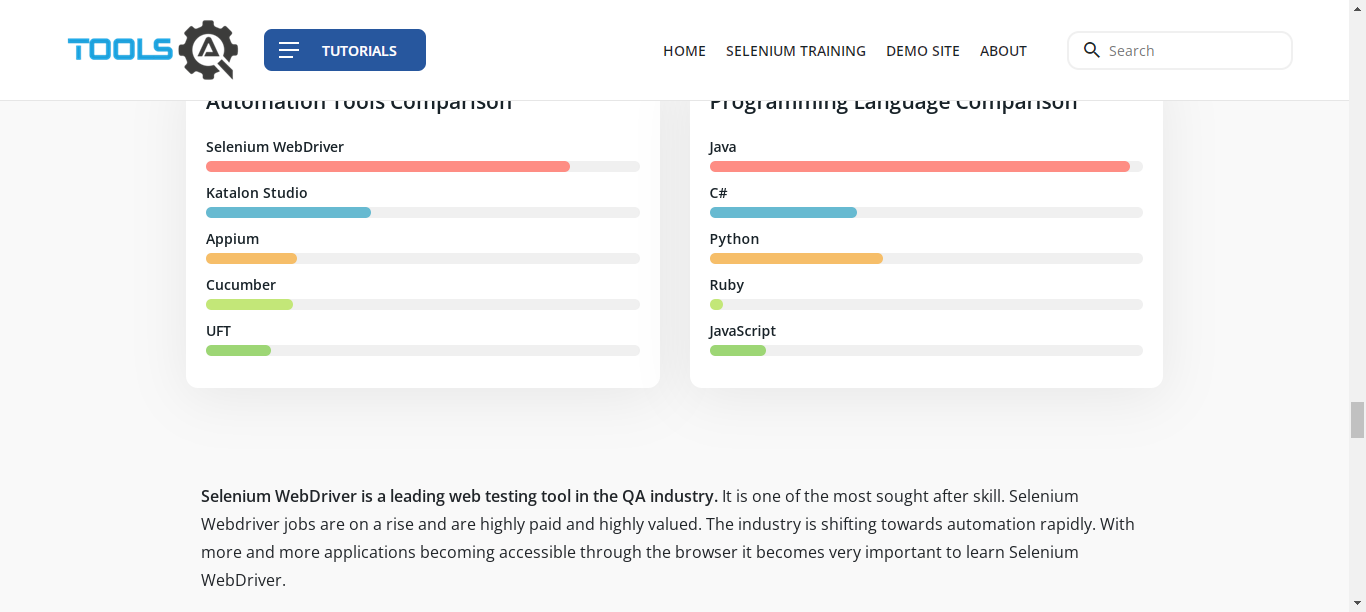 TOOLS QA
TUTORIALS
HOME
SELENIUM TRAINING
DEMO SITE
ABOUT
Search
Automation Tools Comparison
Selenium WebDriver
Katalon Studio
Appium
Cucumber
UFT
Programming Language Comparison
Java
C#
Python
Ruby
JavaScript
Selenium WebDriver is a leading web testing tool in the QA industry. It is one of the most sought after skill. Selenium
Webdriver jobs are on a rise and are highly paid and highly valued. The industry is shifting towards automation rapidly. With
more and more applications becoming accessible through the browser it becomes very important to learn Selenium
WebDriver.